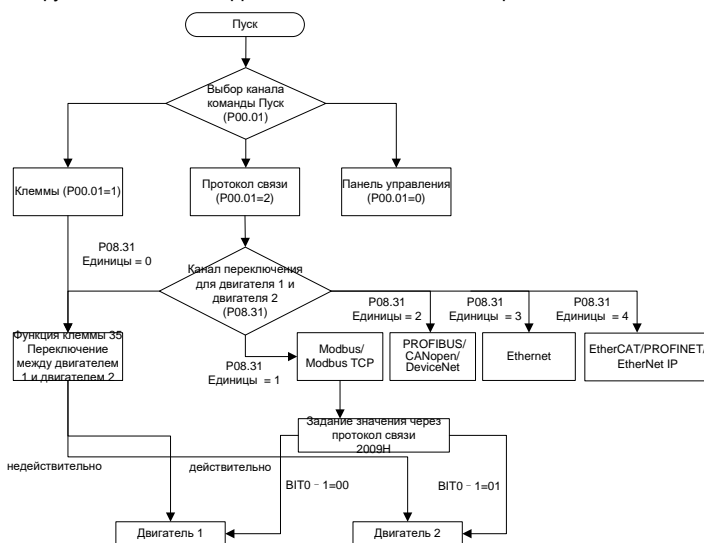 Пуск
Выбор канала
команды Пуск
(P00.01)
Клеммы (P00.01=1)
Протокол связи
(P00.01=2)
Панель управления
(P00.01=0)
P08.31
Единицы = 0
Канал переключения
для двигателя 1 и
двигателя 2
(P08.31)
P08.31
Единицы = 2
P08.31
Единицы = 3
P08.31
Единицы = 4
Функция клеммы 35
Переключение
между двигателем
1 и двигателем 2
P08.31
Единицы = 1
Modbus/
Modbus TCP
PROFIBUS/
CANopen/
DeviceNet
Ethernet
EtherCAT/PROFINET/
EtherNet IP
Задание значения через
протокол связи
2009H
недействительно
действительно
BIT0–1=00
BIT0–1=01
Двигатель 1
Двигатель 2